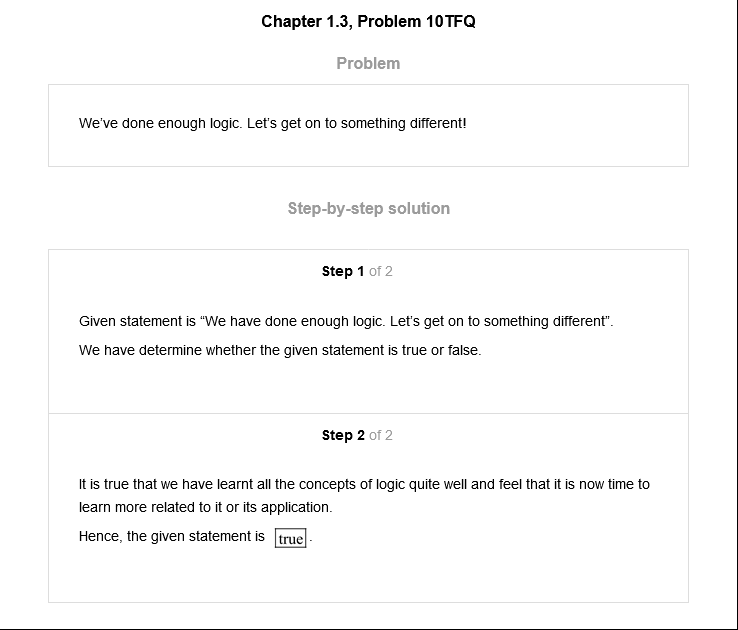 Chapter 1.3, Problem 10TFQ
Problem
We’ve done enough logic. Let’s get on to something different!
Step-by-step solution
Step 1 of 2
Given statement is “We have done enough logic. Let’s get on to something different”.
We have determine whether the given statement is true or false.
Step 2 of 2
It is true that we have learnt all the concepts of logic quite well and feel that it is now time to
learn more related to it or its application.
Hence, the given statement is true .